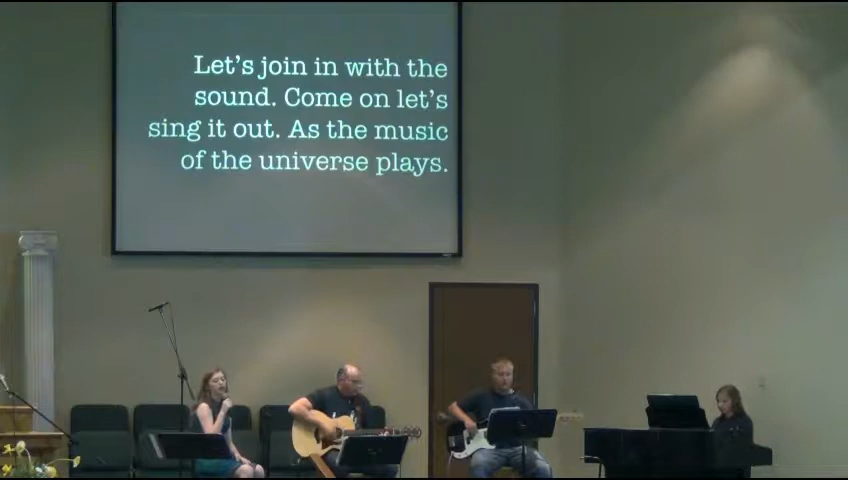 Let's join in with the
sound. Come on let's
sing it out. As the music
of the universe plays.